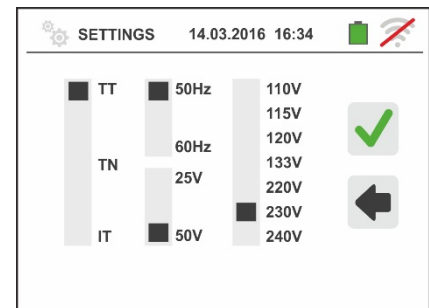 SETTINGS 14.03.2016 16:34
TT
TN
IT
50Hz
60Hz
25V
50V
110V
115V
120V
133V
220V
230V
240V